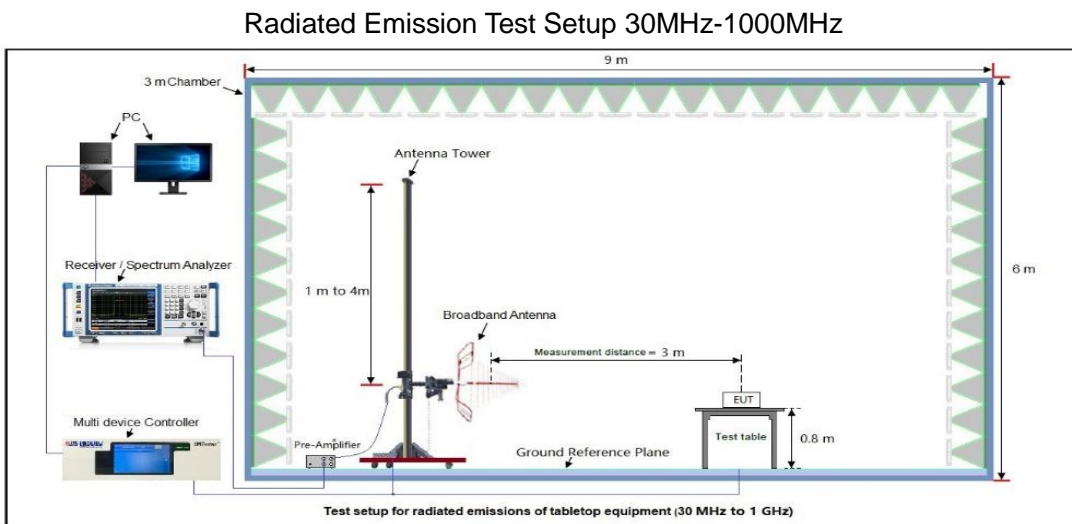 Radiated Emission Test Setup 30MHz-1000MHz
9 m
3 m Chamber
PC
Antenna Tower
Receiver / Spectrum Analyzer
6 m
1 m to 4m
Broadband Antenna
Measurement distance = 3 m
EUT
Multi device Controller
Test table
0.8 m
Pre-Amplifier
Ground Reference Plane
Test setup for radiated emissions of tabletop equipment (30 MHz to 1 GHz)